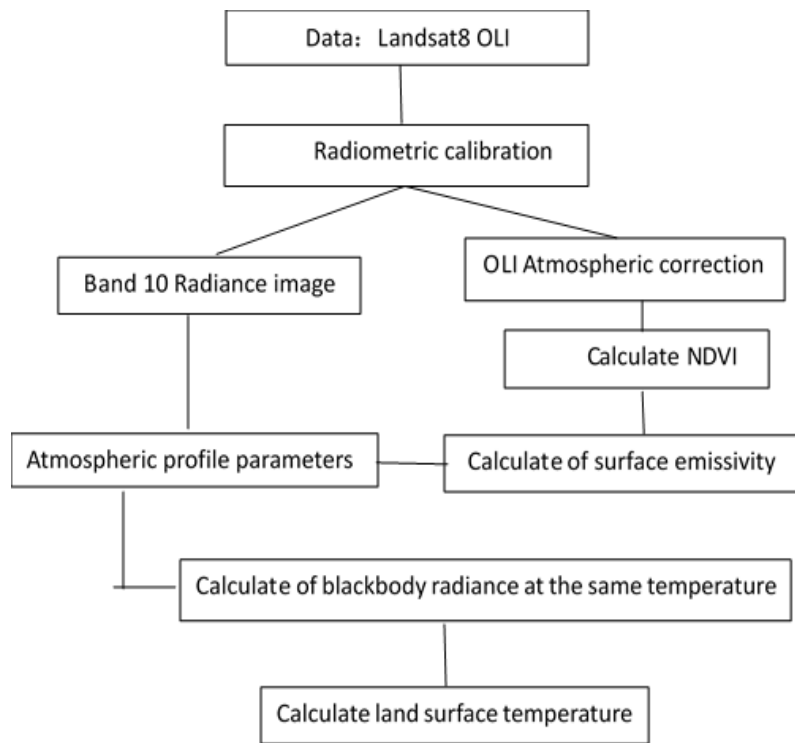 Data：Landsat8 OLI
Radiometric calibration
Band 10 Radiance image
OLI Atmospheric correction
Calculate NDVI
Atmospheric profile parameters
Calculate of surface emissivity
Calculate of blackbody radiance at the same temperature
Calculate land surface temperature